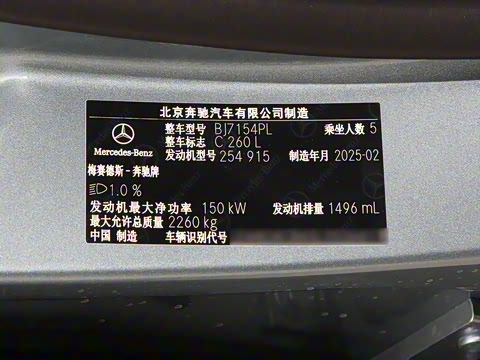 北京奔驰汽车有限公司制造
整车型号 BJ7154PL 乘坐人数 5
整车标志 C 260 L
发动机型号 254 915 制造年月 2025-02
Mercedes-Benz
梅赛德斯-奔驰牌
1.0 %
发动机最大净功率 150 kW 发动机排量 1496 mL
最大允许总质量 2260 kg
中国 制造 车辆识别代号